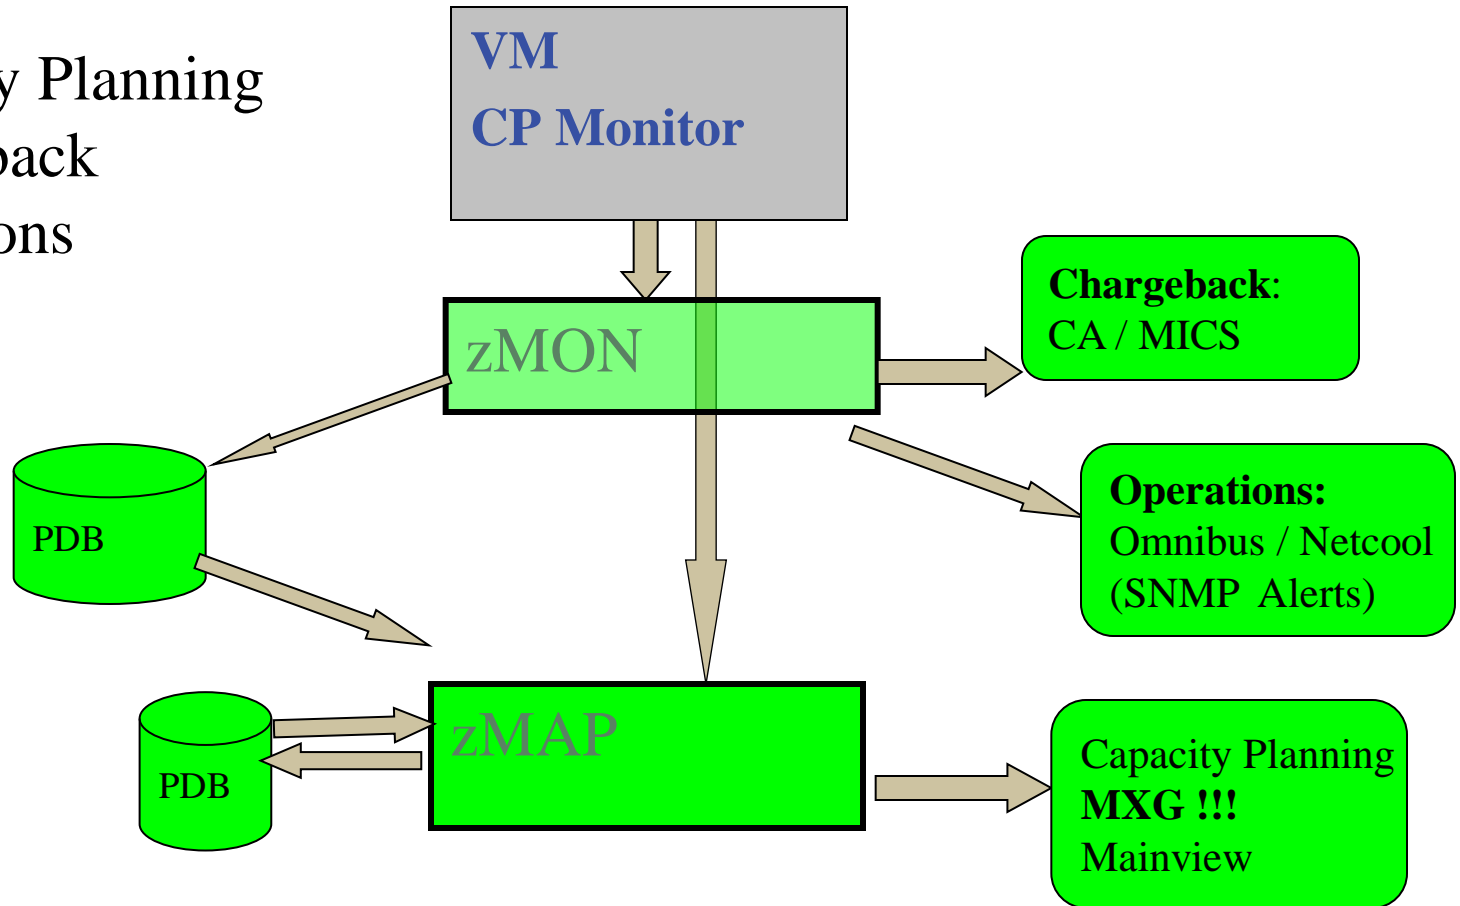 y Planning
back
ons
VM
CP Monitor
zMON
Chargeback:
CA / MICS
PDB
Operations:
Omnibus / Netcool
(SNMP Alerts)
zMAP
PDB
Capacity Planning
MXG !!!
Mainview